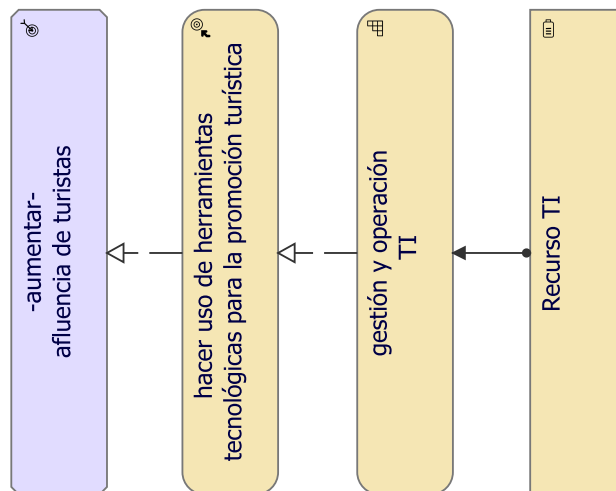 -aumentar-
afluencia de turistas
hacer uso de herramientas
tecnológicas para la promoción turística
gestión y operación
TI
Recurso TI